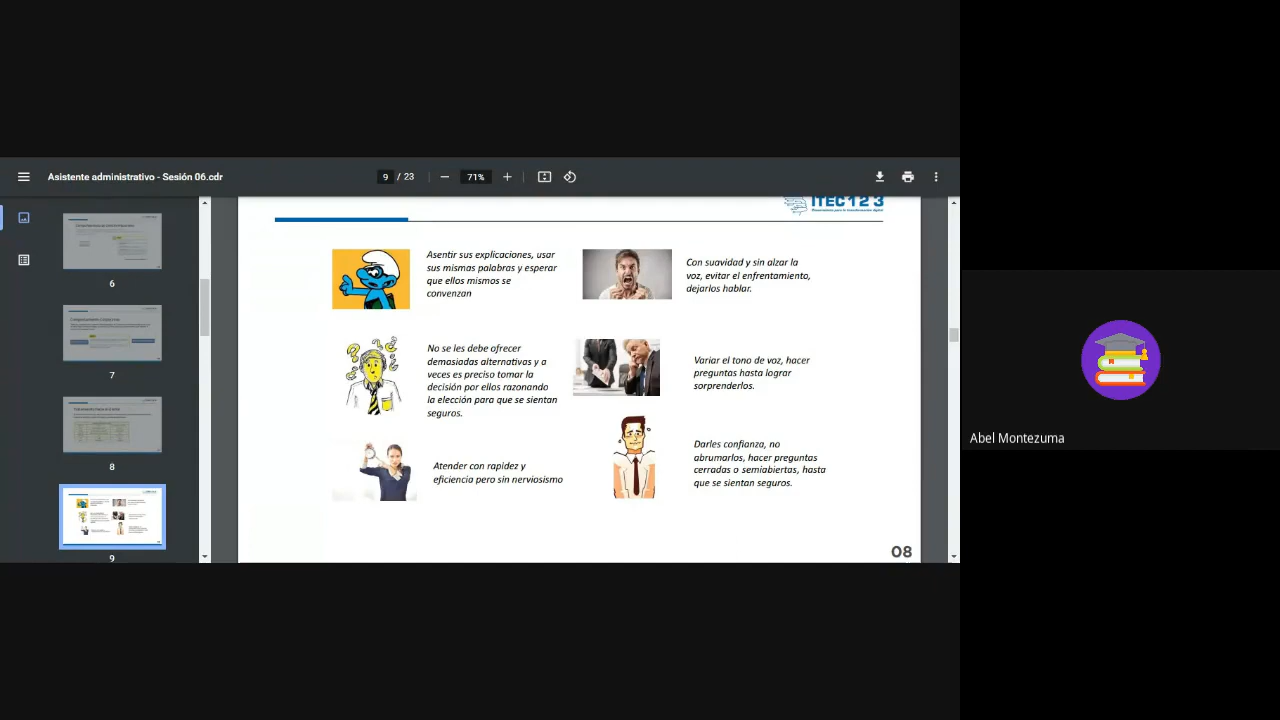 Asistente administrativo - Sesión 06.cdr
9 / 23
71%
6
7
8
9
ITEC 12 3
Asentir sus explicaciones, usar
sus mismas palabras y esperar
que ellos mismos se
convenzan
Con suavidad y sin alzar la
voz, evitar el enfrentamiento,
dejarlos hablar.
No se les debe ofrecer
demasiadas alternativas y a
veces es preciso tomar la
decisión por ellos razonando
la elección para que se sientan
seguros.
Variar el tono de voz, hacer
preguntas hasta lograr
sorprenderlos.
Atender con rapidez y
eficiencia pero sin nerviosismo
Darles confianza, no
abrumarlos, hacer preguntas
cerradas o semiabiertas, hasta
que se sientan seguros.
08
Abel Montezuma